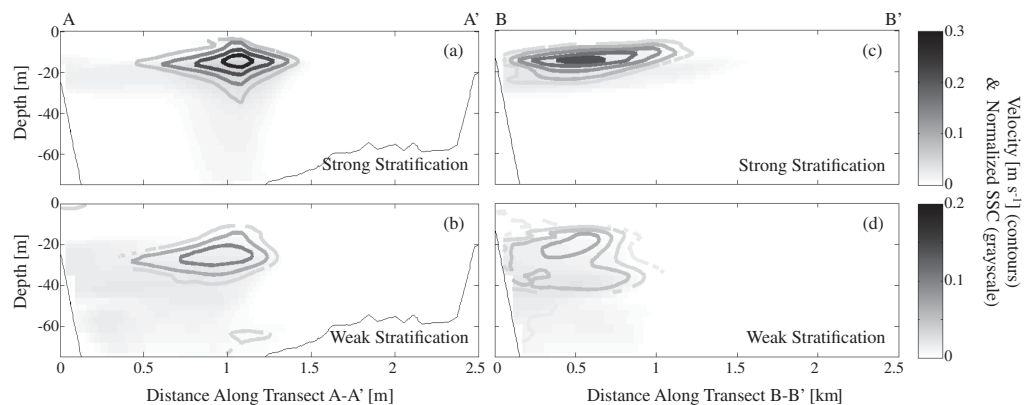 A A' B B'
0 (a) (c) 0.3
-20 0.2
Depth [m]
-40 0.1
-60 Strong Stratification Strong Stratification 0
0 (b) (d) 0.2
-20
Depth [m]
-40 0.1
-60 Weak Stratification Weak Stratification 0
0 0.5 1 1.5 2 2.5 0 0.5 1 1.5 2 2.5
Distance Along Transect A-A' [m] Distance Along Transect B-B' [km]
Velocity [m s⁻¹] (contours)
& Normalized SSC (grayscale)